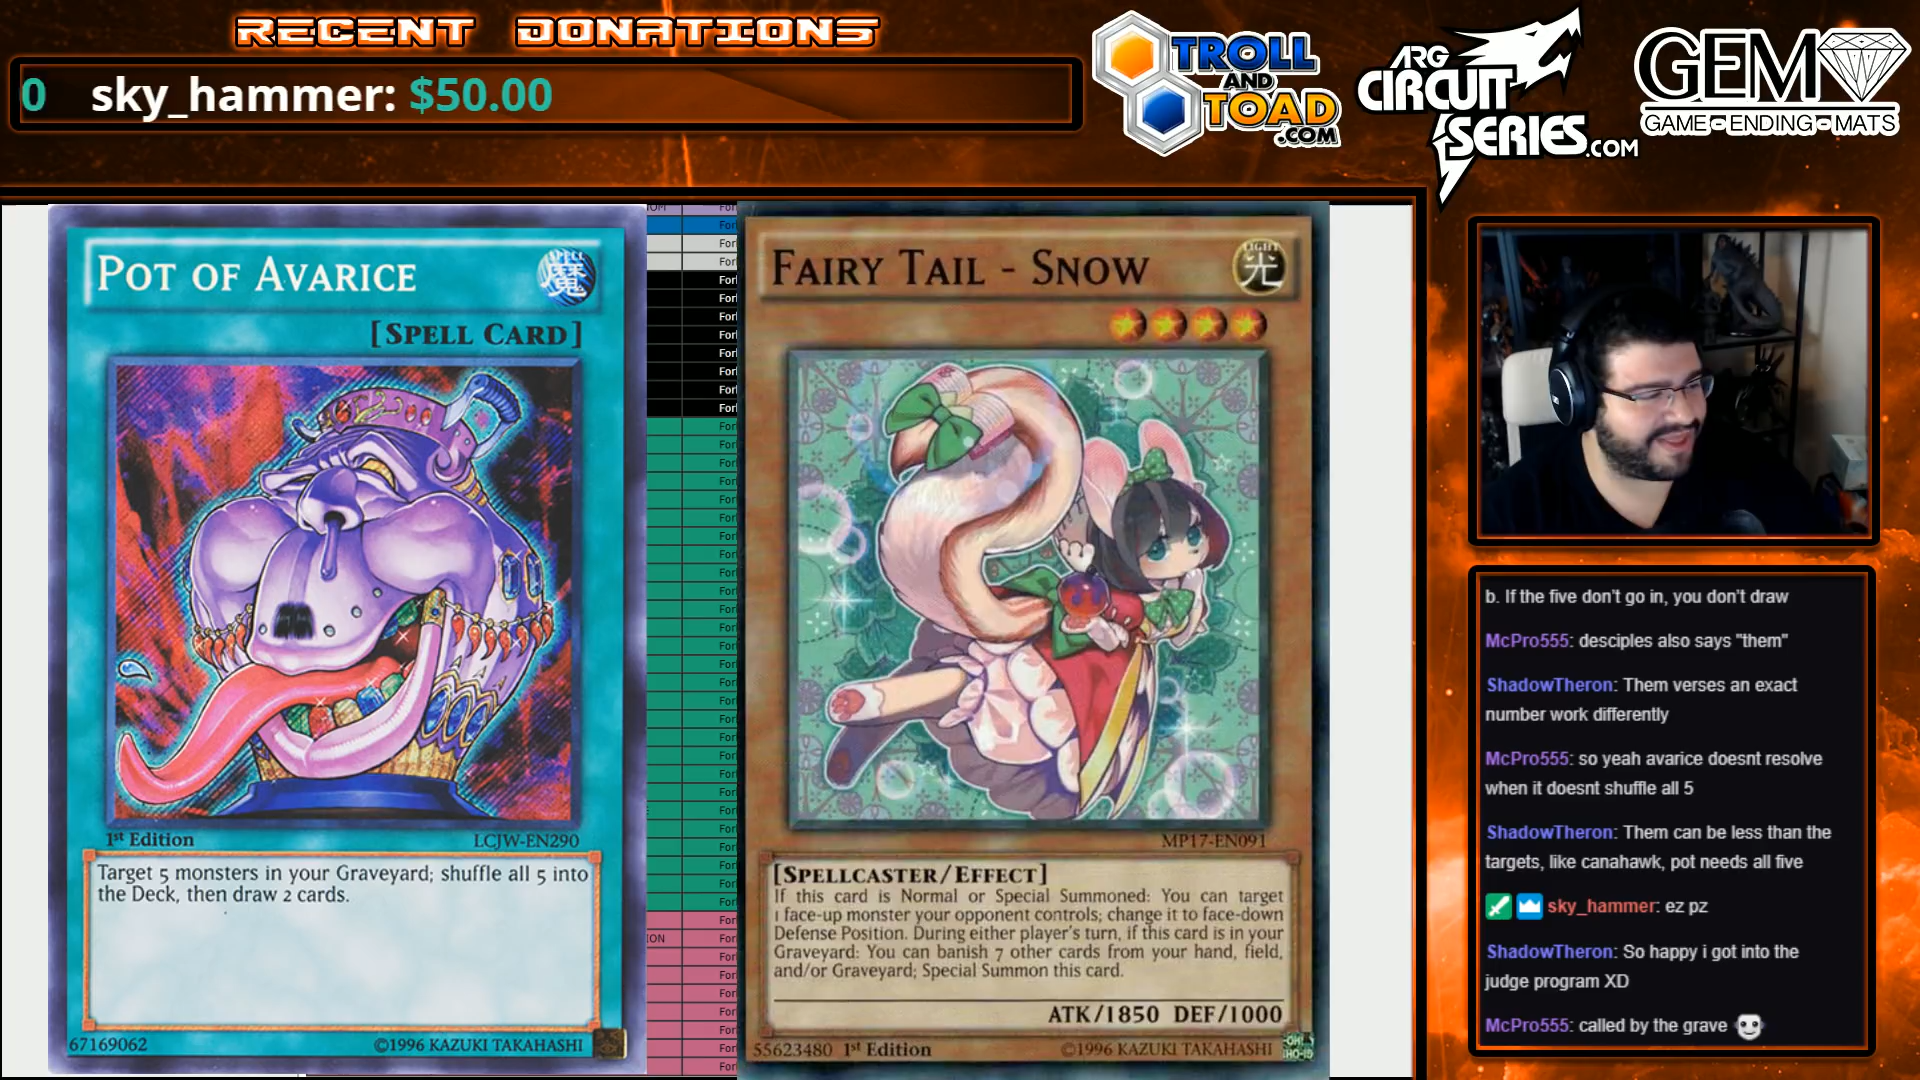 RECENT DONATIONS
0 sky_hammer: $50.00
TROLL
AND
TOAD
.COM
ARG
CIRCUIT
SERIES.COM
GEM
GAME-ENDING-MATS
POT OF AVARICE
SPELL
魔
[SPELL CARD]
1st Edition
LCJW-EN290
Target 5 monsters in your Graveyard; shuffle all 5 into
the Deck, then draw 2 cards.
67169062
©1996 KAZUKI TAKAHASHI
ION
FAIRY TAIL - SNOW
LIGHT
光
MP17-EN091
[SPELLCASTER/EFFECT]
If this card is Normal or Special Summoned: You can target
1 face-up monster your opponent controls; change it to face-down
Defense Position. During either player's turn, if this card is in your
Graveyard: You can banish 7 other cards from your hand, field,
and/or Graveyard; Special Summon this card.
ATK/1850 DEF/1000
55623480 1st Edition
©1996 KAZUKI TAKAHASHI
b. If the five don't go in, you don't draw
McPro555: desciples also says "them"
ShadowTheron: Them verses an exact
number work differently
McPro555: so yeah avarice doesnt resolve
when it doesnt shuffle all 5
ShadowTheron: Them can be less than the
targets, like canahawk, pot needs all five
sky_hammer: ez pz
ShadowTheron: So happy i got into the
judge program XD
McPro555: called by the grave